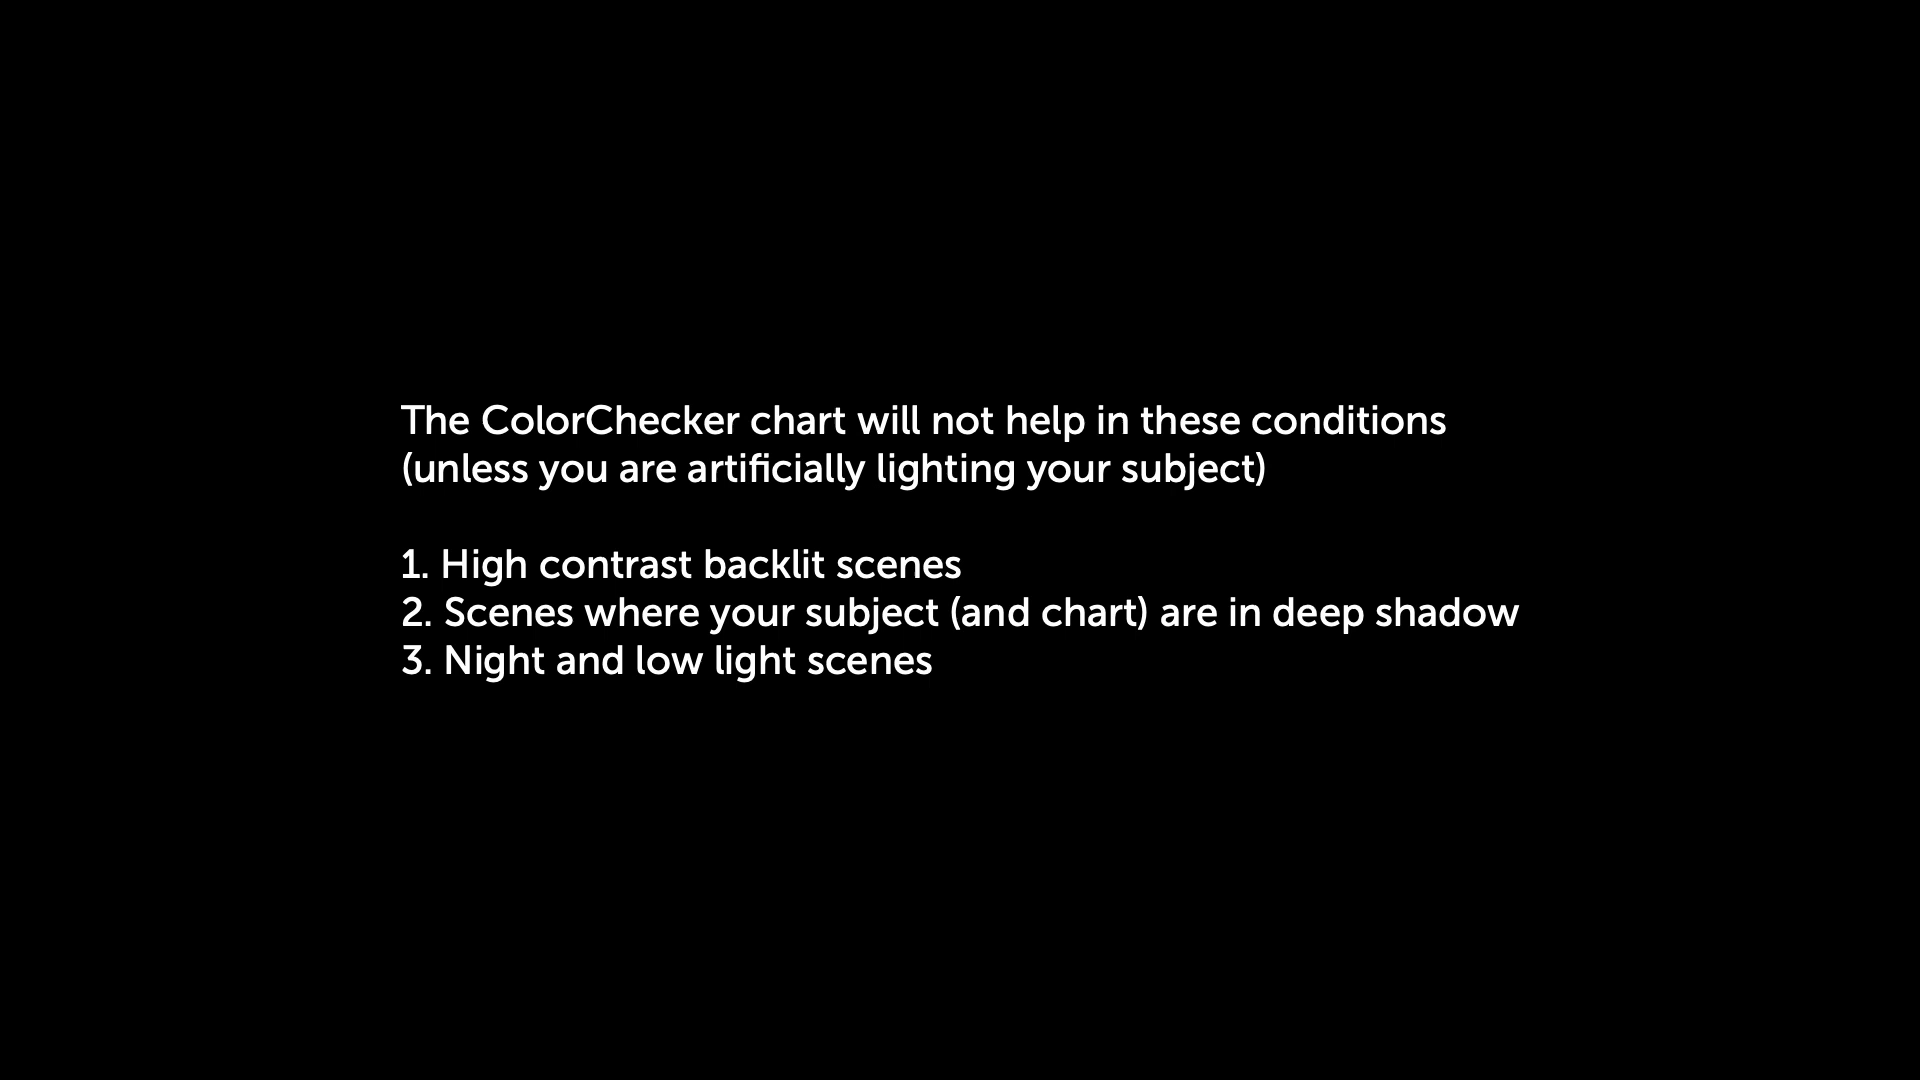 The ColorChecker chart will not help in these conditions
(unless you are artificially lighting your subject)
1. High contrast backlit scenes
2. Scenes where your subject (and chart) are in deep shadow
3. Night and low light scenes